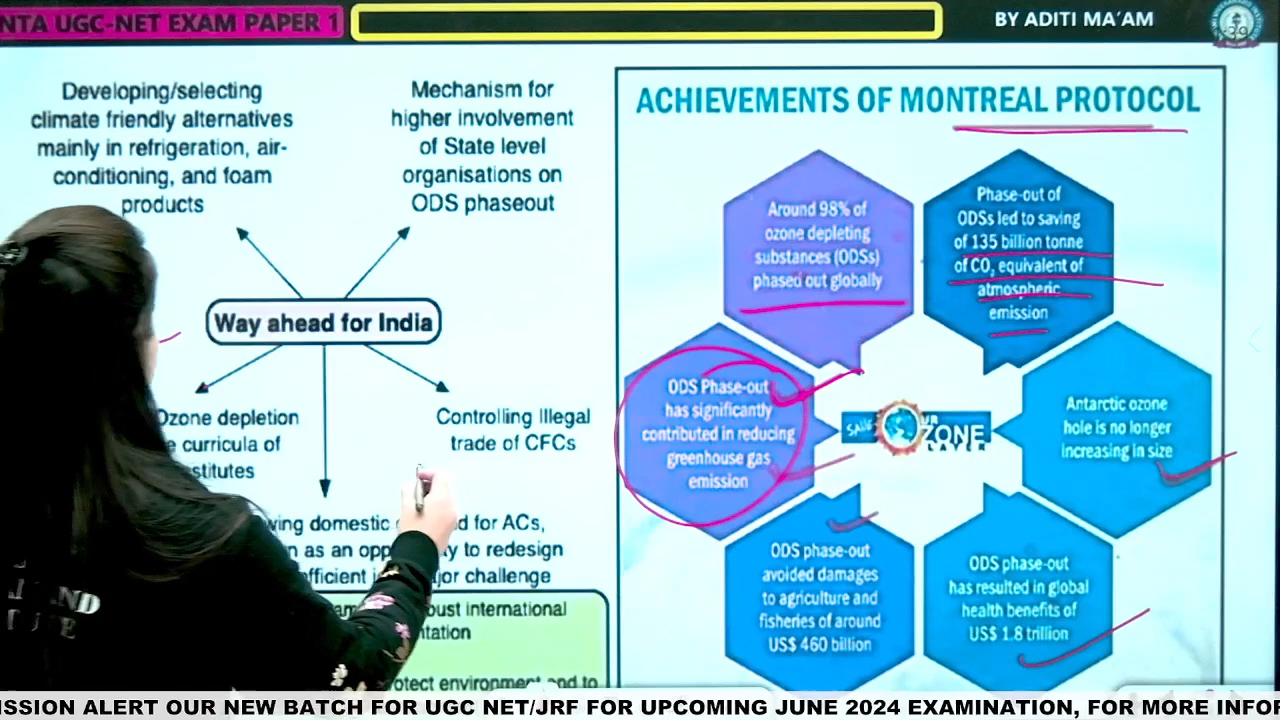 NTA UGC-NET EXAM PAPER 1
BY ADITI MA'AM
Developing/selecting
climate friendly alternatives
mainly in refrigeration, air-
conditioning, and foam
products
Mechanism for
higher involvement
of State level
organisations on
ODS phaseout
Way ahead for India
Ozone depletion
curricula of
Controlling Illegal
trade of CFCs
domestic for ACs,
as an to redesign
challenge
international
otect environment and to
ACHIEVEMENTS OF MONTREAL PROTOCOL
Around 98% of
ozone depleting
substances (ODSs)
phased out globally
Phase-out of
ODSs led to saving
of 135 billion tonne
of CO₂ equivalent of
atmospheric
emission
ODS Phase-out
has significantly
contributed in reducing
greenhouse gas
emission
SAVE OUR
OZONE
LAYER
Antarctic ozone
hole is no longer
increasing in size
ODS phase-out
avoided damages
to agriculture and
fisheries of around
US$ 460 billion
ODS phase-out
has resulted in global
health benefits of
US$ 1.8 trillion
ISSION ALERT OUR NEW BATCH FOR UGC NET/JRF FOR UPCOMING JUNE 2024 EXAMINATION, FOR MORE INFOR